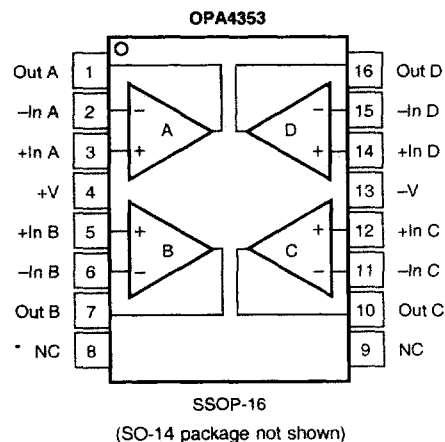 OPA4353
Out A 1 16 Out D
–In A 2 – – 15 –In D
A D
+In A 3 + + 14 +In D
+V 4 13 –V
+In B 5 + + 12 +In C
B C
–In B 6 – – 11 –In C
Out B 7 10 Out C
NC 8 9 NC
SSOP-16
(SO-14 package not shown)